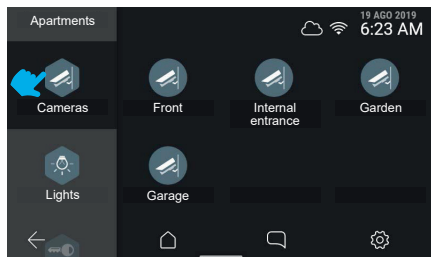 Apartments
19 AGO 2019
6:23 AM
Cameras
Front
Internal
entrance
Garden
Lights
Garage